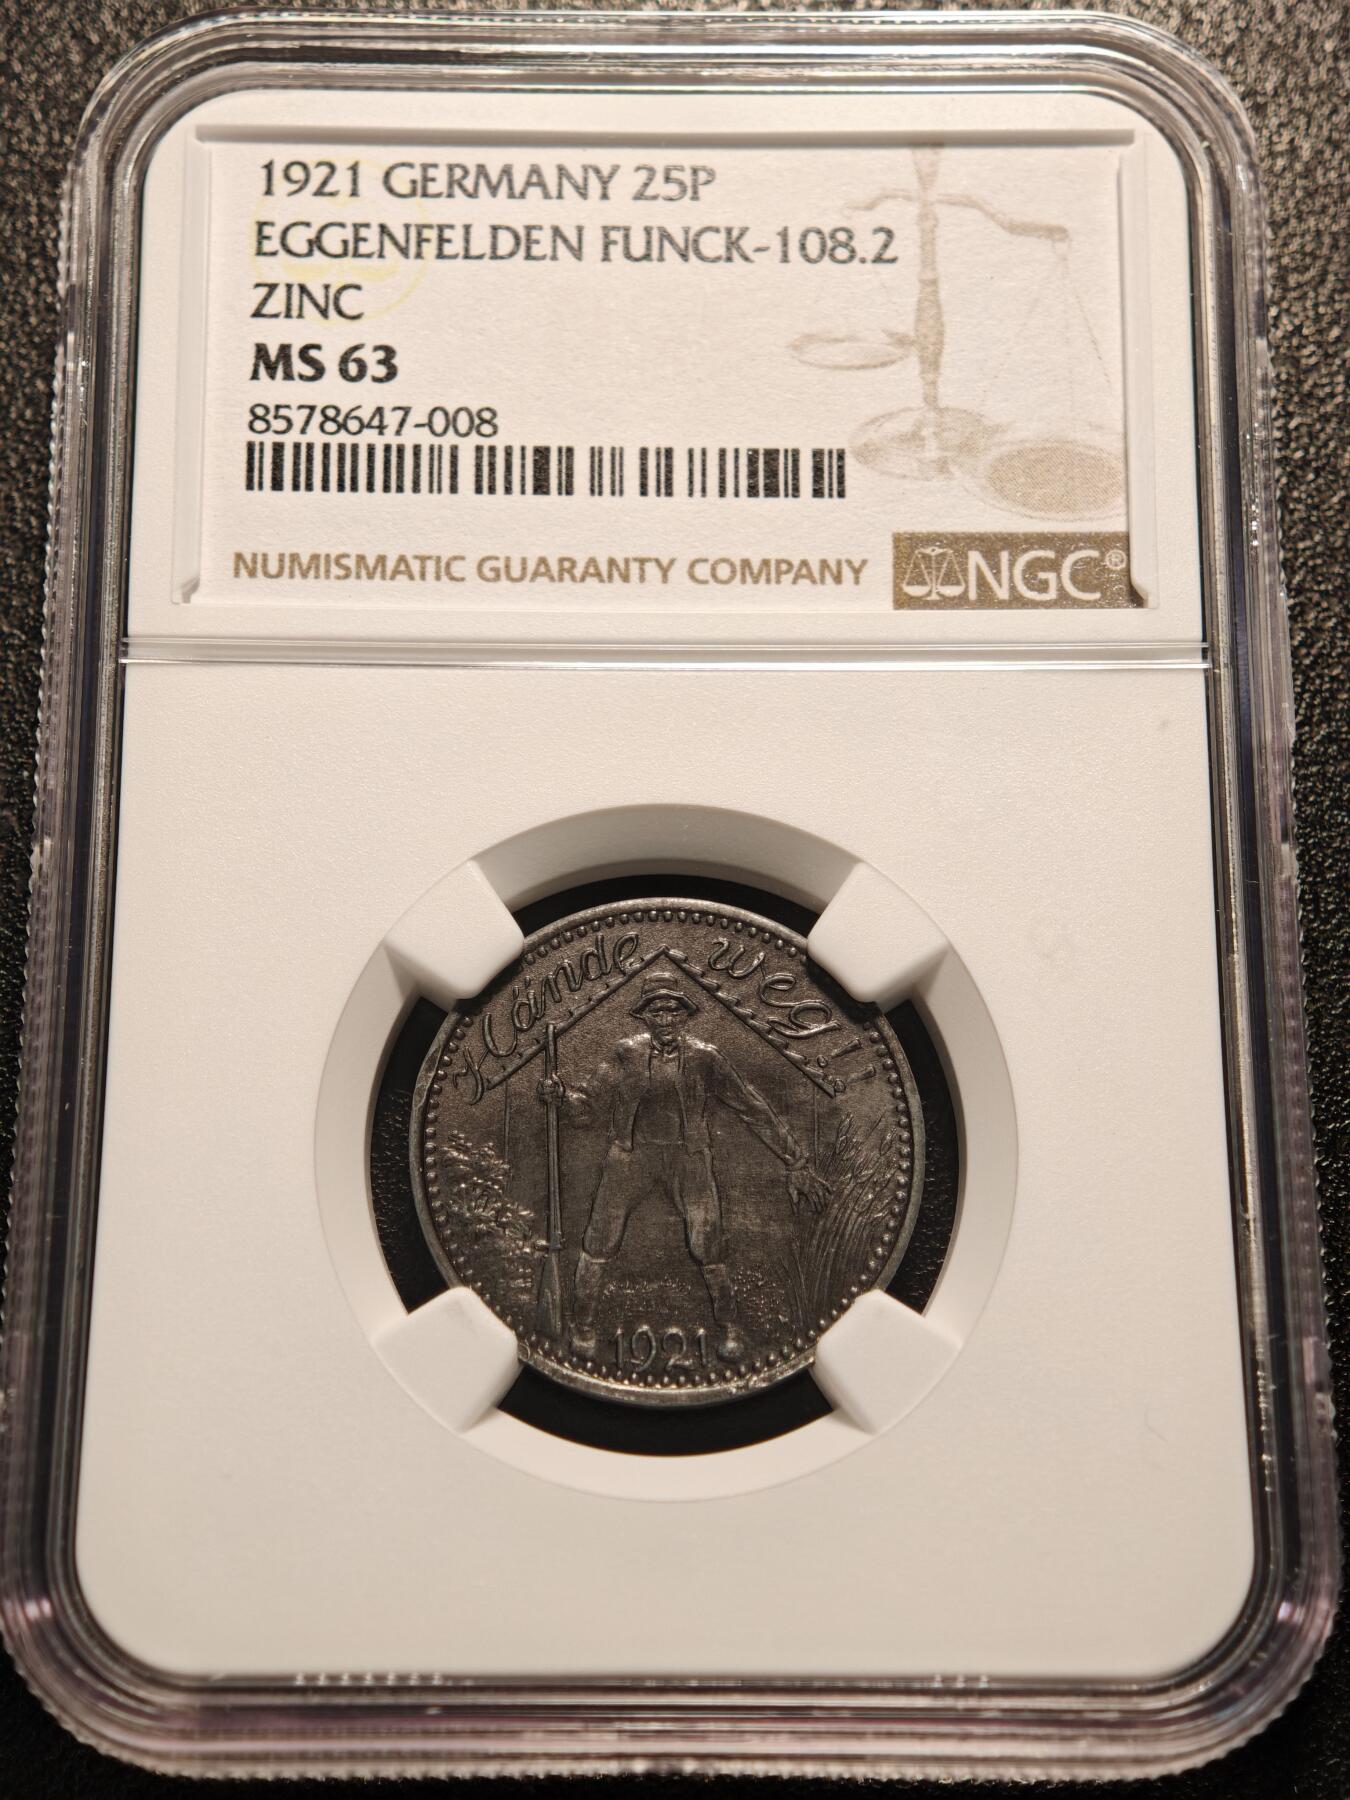 1921 GERMANY 25P
EGGENFELDEN FUNCK-108.2
ZINC
MS 63
8578647-008
NUMISMATIC GUARANTY COMPANY
NGC®
Hände weg!!
1921